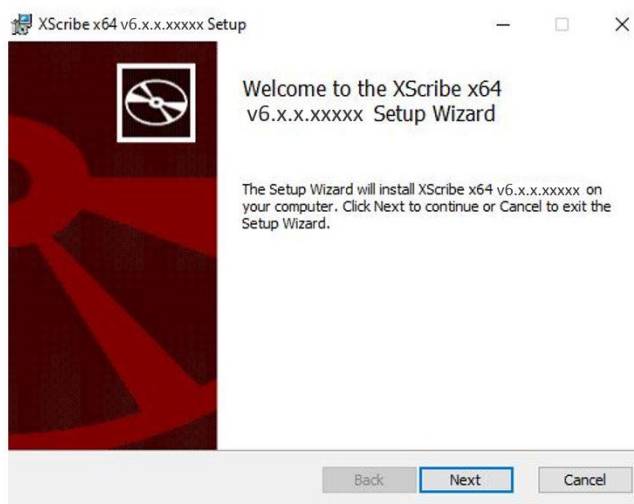 XScribe x64 v6.x.x.xxxxx Setup
Welcome to the XScribe x64
v6.x.x.xxxxx Setup Wizard
The Setup Wizard will install XScribe x64 v6.x.x.xxxxx on
your computer. Click Next to continue or Cancel to exit the
Setup Wizard.
Back Next Cancel